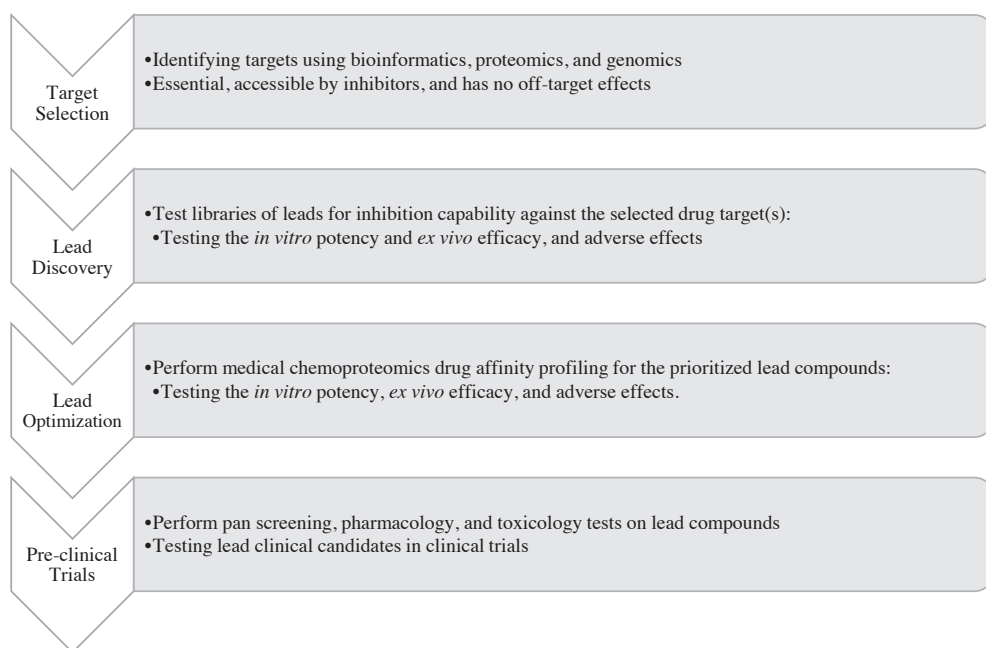 Target
Selection
•Identifying targets using bioinformatics, proteomics, and genomics
•Essential, accessible by inhibitors, and has no off-target effects
Lead
Discovery
•Test libraries of leads for inhibition capability against the selected drug target(s):
•Testing the in vitro potency and ex vivo efficacy, and adverse effects
Lead
Optimization
•Perform medical chemoproteomics drug affinity profiling for the prioritized lead compounds:
•Testing the in vitro potency, ex vivo efficacy, and adverse effects.
Pre-clinical
Trials
•Perform pan screening, pharmacology, and toxicology tests on lead compounds
•Testing lead clinical candidates in clinical trials